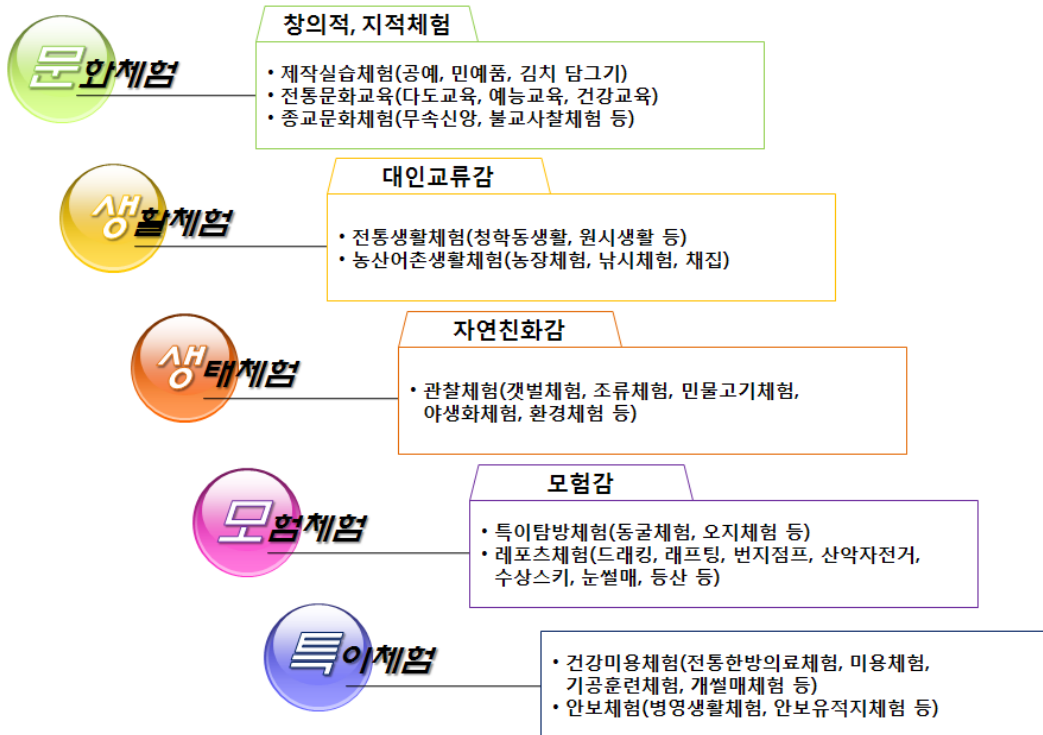 창의적, 지적체험
문화체험
• 제작실습체험(공예, 민예품, 김치 담그기)
• 전통문화교육(다도교육, 예능교육, 건강교육)
• 종교문화체험(무속신앙, 불교사찰체험 등)
대인교류감
생활체험
• 전통생활체험(청학동생활, 원시생활 등)
• 농산어촌생활체험(농장체험, 낚시체험, 채집)
자연친화감
생태체험
• 관찰체험(갯벌체험, 조류체험, 민물고기체험,
야생화체험, 환경체험 등)
모험감
모험체험
• 특이탐방체험(동굴체험, 오지체험 등)
• 레포츠체험(드래킹, 래프팅, 번지점프, 산악자전거,
수상스키, 눈썰매, 등산 등)
특이체험
• 건강미용체험(전통한방의료체험, 미용체험,
기공훈련체험, 개썰매체험 등)
• 안보체험(병영생활체험, 안보유적지체험 등)